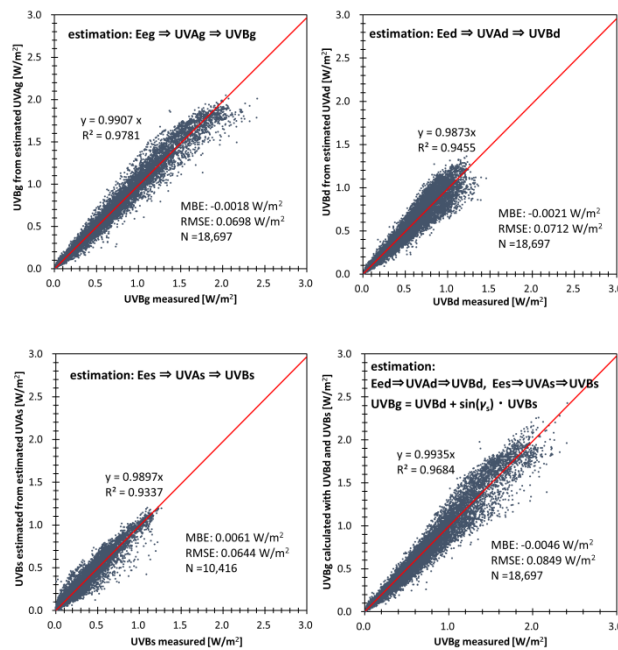 estimation: Eeg ⇒ UVAg ⇒ UVBg
UVBg from estimated UVAg [W/m²]
3.0
2.5
2.0
1.5
1.0
0.5
0.0
y = 0.9907 x
R² = 0.9781
MBE: -0.0018 W/m²
RMSE: 0.0698 W/m²
N =18,697
0.0 0.5 1.0 1.5 2.0 2.5 3.0
UVBg measured [W/m²]
estimation: Eed ⇒ UVAd ⇒ UVBd
UVBd from estimated UVAd [W/m²]
3.0
2.5
2.0
1.5
1.0
0.5
0.0
y = 0.9873x
R² = 0.9455
MBE: -0.0021 W/m²
RMSE: 0.0712 W/m²
N =18,697
0.0 0.5 1.0 1.5 2.0 2.5 3.0
UVBd measured [W/m²]
estimation: Ees ⇒ UVAs ⇒ UVBs
UVBs estimated from estimated UVAs [W/m²]
3.0
2.5
2.0
1.5
1.0
0.5
0.0
y = 0.9897x
R² = 0.9337
MBE: 0.0061 W/m²
RMSE: 0.0644 W/m²
N =10,416
0.0 0.5 1.0 1.5 2.0 2.5 3.0
UVBs measured [W/m²]
estimation:
Eed⇒UVAd⇒UVBd, Ees⇒UVAs⇒UVBs
UVBg = UVBd + sin(γs) · UVBs
UVBg calculated with UVBd and UVBs [W/m²]
3.0
2.5
2.0
1.5
1.0
0.5
0.0
y = 0.9935x
R² = 0.9684
MBE: -0.0046 W/m²
RMSE: 0.0849 W/m²
N =18,697
0.0 0.5 1.0 1.5 2.0 2.5 3.0
UVBg measured [W/m²]